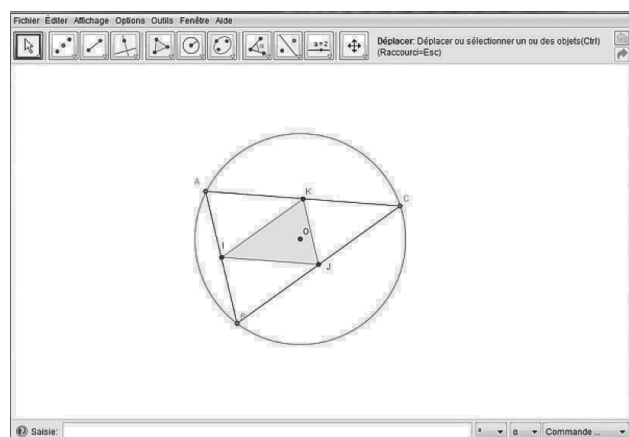 Fichier Éditer Affichage Options Outils Fenêtre Aide
a=2
Déplacer: Déplacer ou sélectionner un ou des objets(Ctrl)
(Raccourci=Esc)
A
K
C
O
I
J
B
Saisie:
α
Commande ...